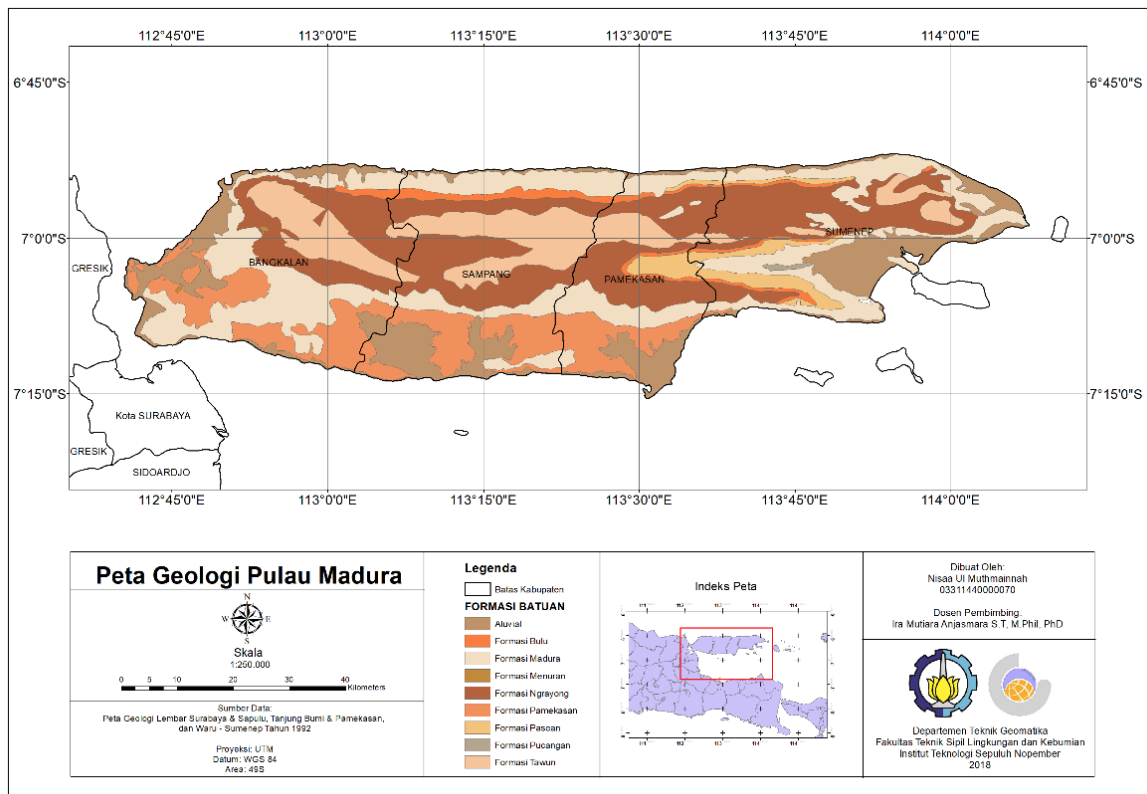 112°45'0"E 113°0'0"E 113°15'0"E 113°30'0"E 113°45'0"E 114°0'0"E
6°45'0"S 6°45'0"S
7°0'0"S 7°0'0"S
SUMENEP
BANGKALAN
GRESIK
SAMPANG
PAMEKASAN
7°15'0"S 7°15'0"S
Kota SURABAYA
GRESIK
SIDOARDJO
112°45'0"E 113°0'0"E 113°15'0"E 113°30'0"E 113°45'0"E 114°0'0"E
Peta Geologi Pulau Madura
N
W E
S
Skala
1:250.000
0 5 10 20 30 40
Kilometers
Sumber Data:
Peta Geologi Lembar Surabaya & Sapulu, Tanjung Bumi & Pamekasan,
dan Waru - Sumenep Tahun 1992
Proyeksi: UTM
Datum: WGS 84
Area: 49S
Legenda
Batas Kabupaten
FORMASI BATUAN
Aluvial
Formasi Bulu
Formasi Madura
Formasi Menuran
Formasi Ngrayong
Formasi Pamekasan
Formasi Pasean
Formasi Pucangan
Formasi Tawun
Indeks Peta
Dibuat Oleh:
Nisaa Ul Muthmainnah
03311440000070
Dosen Pembimbing:
Ira Mutiara Anjasmara S.T, M.Phil, PhD
Departemen Teknik Geomatika
Fakultas Teknik Sipil Lingkungan dan Kebumian
Institut Teknologi Sepuluh Nopember
2018